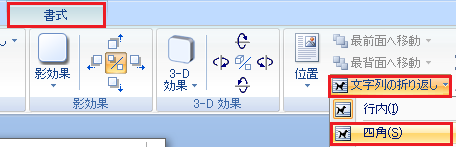 書式
影効果
影効果
3-D
効果
3-D 効果
位置
最前面へ移動
最背面へ移動
文字列の折り返し
行内(I)
四角(S)